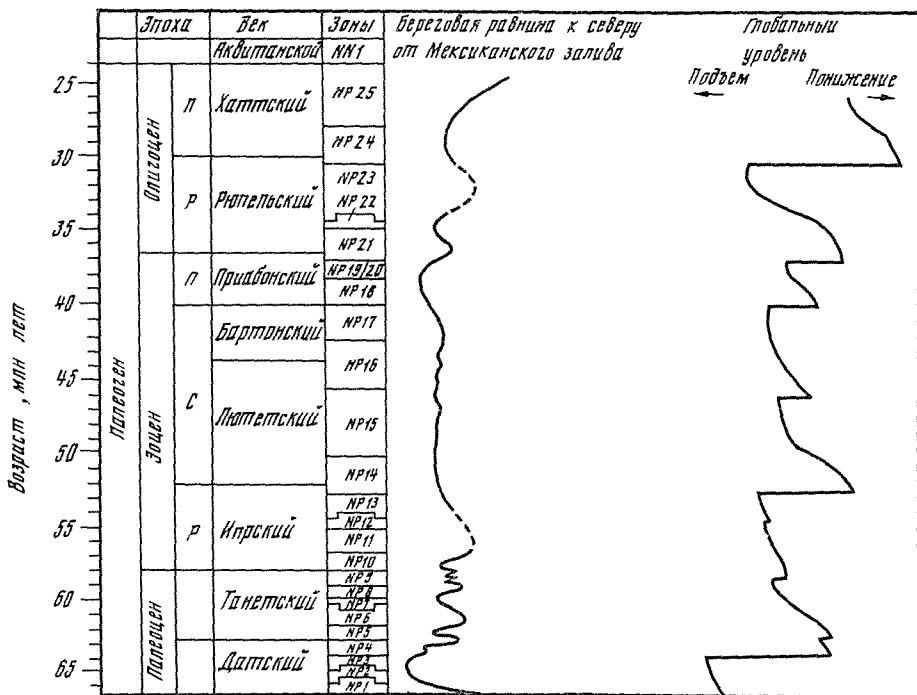 Эпоха Век Зоны Береговая равнина к северу Глобальный
Аквитанской NN1 от Мексиканского залива уровень
Подъем Понижение
Возраст, млн лет
25
30
35
40
45
50
55
60
65
Палеоген
Олигоцен
Эоцен
Палеоцен
П
Р
П
С
Р
Хаттский
Рюпельский
Приабонский
Бартонский
Лютетский
Ипрский
Танетский
Датский
NP25
NP24
NP23
NP22
NP21
NP19/20
NP18
NP17
NP16
NP15
NP14
NP13
NP12
NP11
NP10
NP9
NP8
NP7
NP6
NP5
NP4
NP3
NP2
NP1